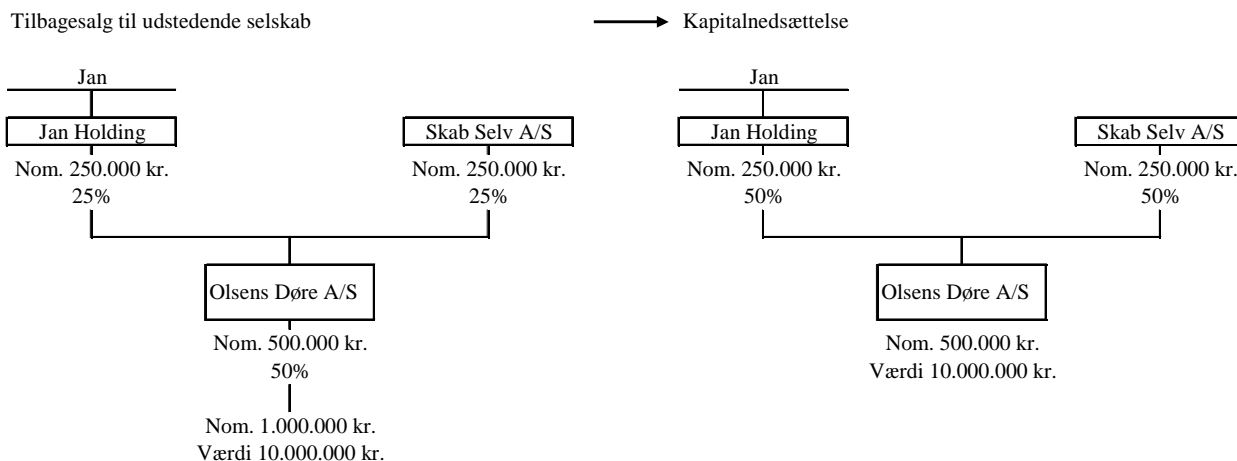 Tilbagesalg til udstedende selskab
Kapitalnedsættelse
Jan
Jan Holding
Skab Selv A/S
Nom. 250.000 kr.
Nom. 250.000 kr.
25%
25%
Olsens Døre A/S
Nom. 500.000 kr.
50%
Nom. 1.000.000 kr.
Værdi 10.000.000 kr.
Jan
Jan Holding
Skab Selv A/S
Nom. 250.000 kr.
Nom. 250.000 kr.
50%
50%
Olsens Døre A/S
Nom. 500.000 kr.
Værdi 10.000.000 kr.